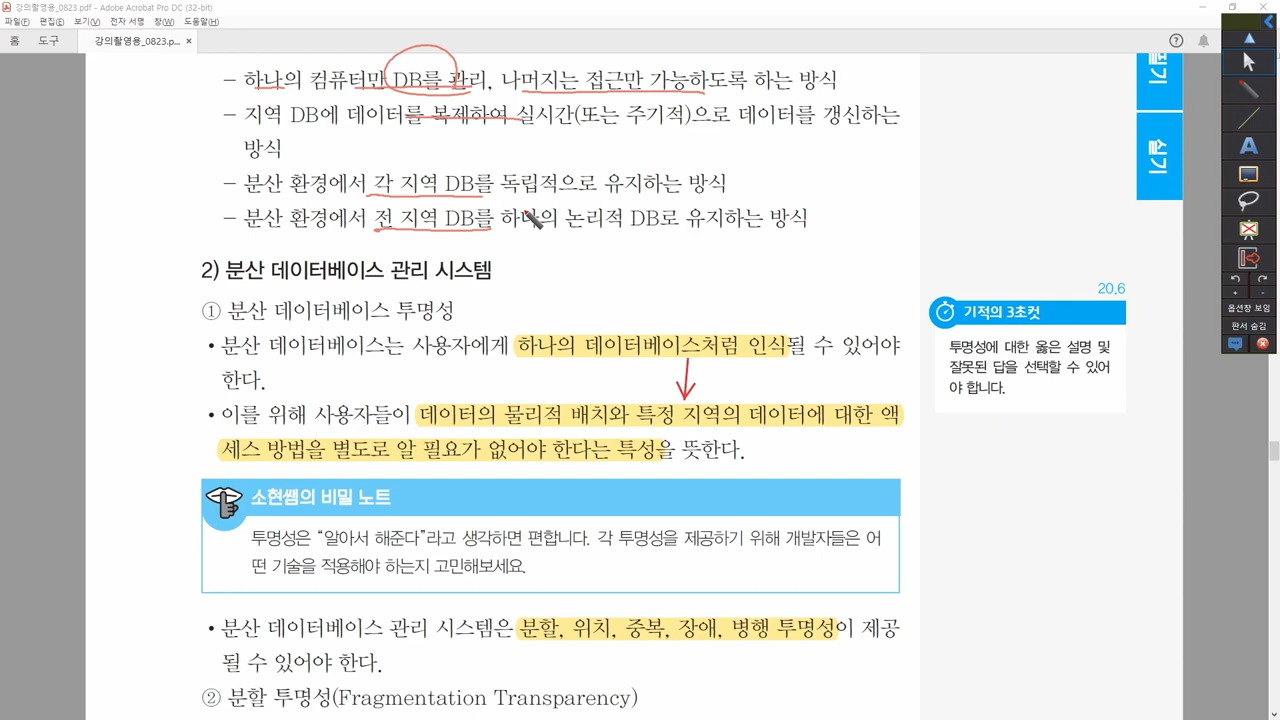 강의촬영용_0823.pdf - Adobe Acrobat Pro DC (32-bit)
파일(F) 편집(E) 보기(V) 전자 서명 창(W) 도움말(H)
홈 도구 강의촬영용_0823.p... ×
– 하나의 컴퓨터만 DB를 관리, 나머지는 접근만 가능하도록 하는 방식
– 지역 DB에 데이터를 복제하여 실시간(또는 주기적)으로 데이터를 갱신하는
방식
– 분산 환경에서 각 지역 DB를 독립적으로 유지하는 방식
– 분산 환경에서 전 지역 DB를 하나의 논리적 DB로 유지하는 방식
2) 분산 데이터베이스 관리 시스템
① 분산 데이터베이스 투명성
• 분산 데이터베이스는 사용자에게 하나의 데이터베이스처럼 인식될 수 있어야
한다.
• 이를 위해 사용자들이 데이터의 물리적 배치와 특정 지역의 데이터에 대한 액
세스 방법을 별도로 알 필요가 없어야 한다는 특성을 뜻한다.
소현쌤의 비밀 노트
투명성은 “알아서 해준다”라고 생각하면 편합니다. 각 투명성을 제공하기 위해 개발자들은 어
떤 기술을 적용해야 하는지 고민해보세요.
• 분산 데이터베이스 관리 시스템은 분할, 위치, 중복, 장애, 병행 투명성이 제공
될 수 있어야 한다.
② 분할 투명성(Fragmentation Transparency)
필기
실기
20.6
기적의 3초컷
투명성에 대한 옳은 설명 및
잘못된 답을 선택할 수 있어
야 합니다.
A
옵션창 보임
판서 숨김